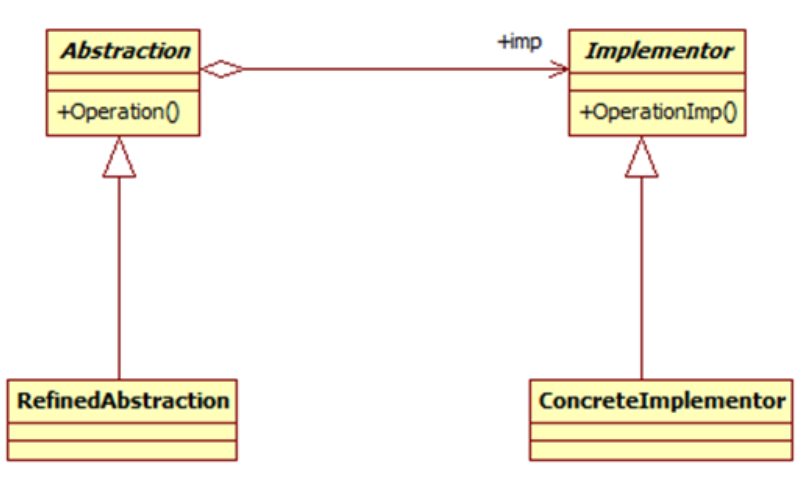 Abstraction
+Operation()
+imp
Implementor
+OperationImp()
RefinedAbstraction
ConcreteImplementor